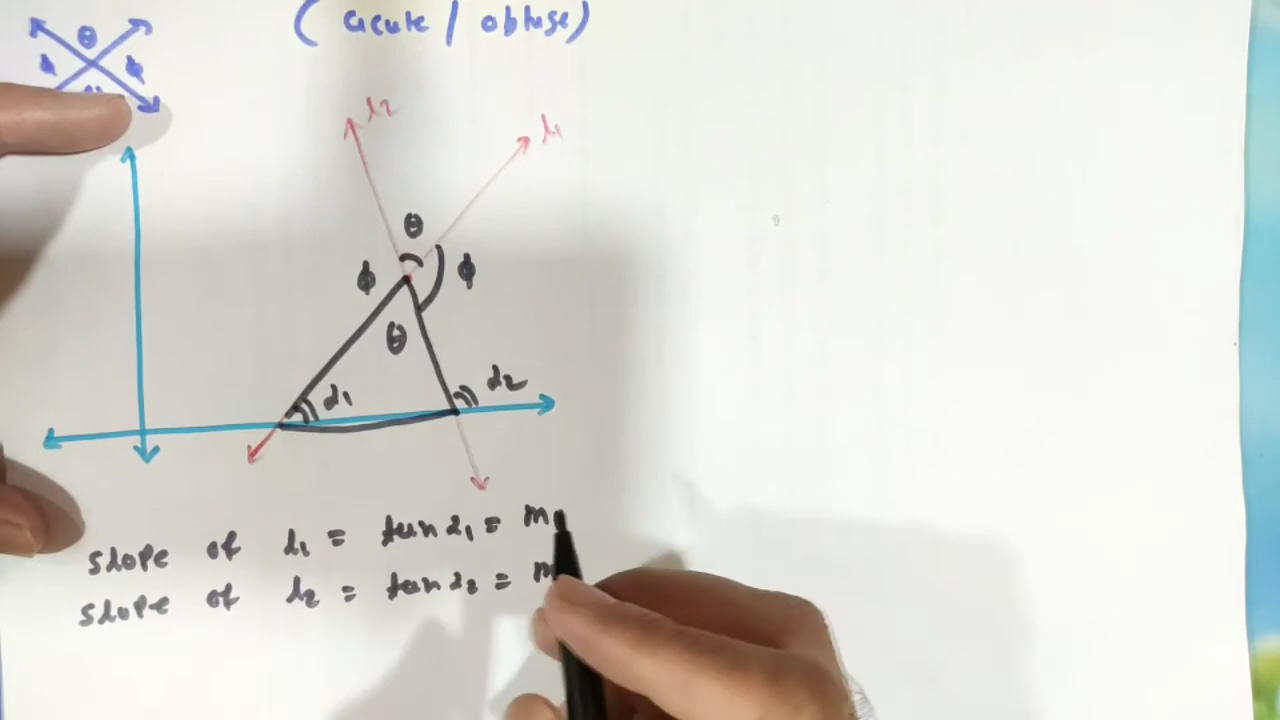 ( acute / obtuse)
θ
ϕ ϕ
l2 l1
θ
ϕ ϕ
θ
α1 α2
slope of l1 = tan α1 = m
slope of l2 = tan α2 = m